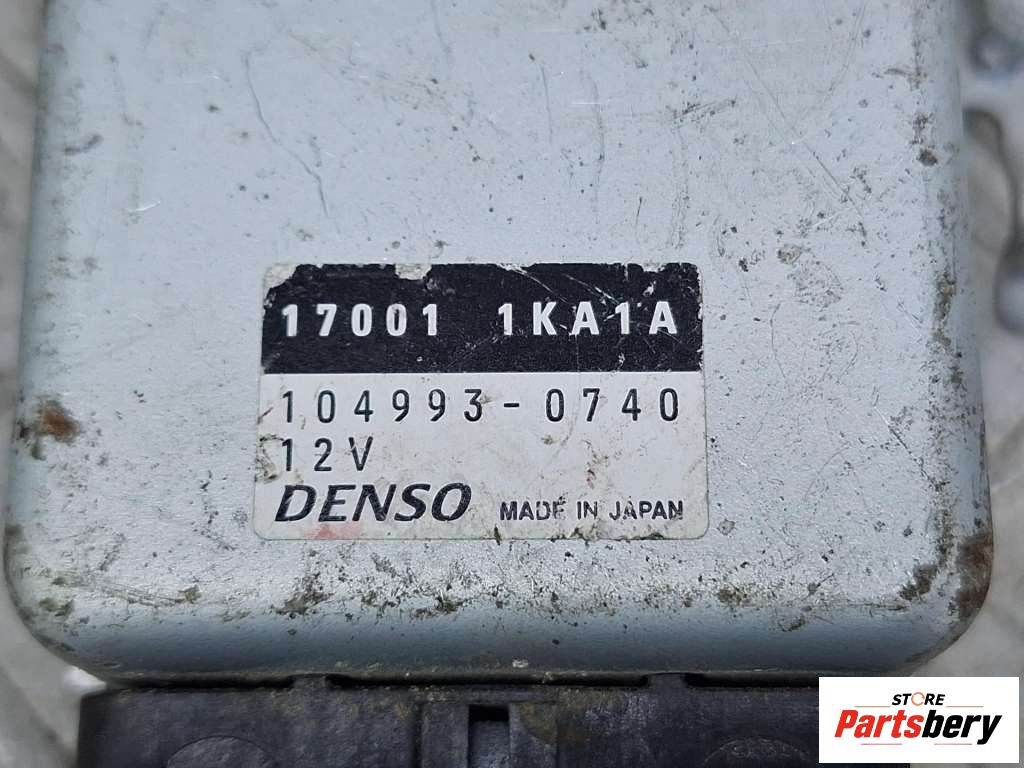 17001 1KA1A
104993-0740
12V
DENSO MADE IN JAPAN
STORE
Partsbery